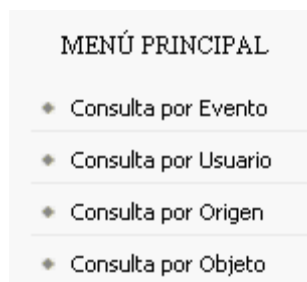 MENÚ PRINCIPAL
Consulta por Evento
Consulta por Usuario
Consulta por Origen
Consulta por Objeto